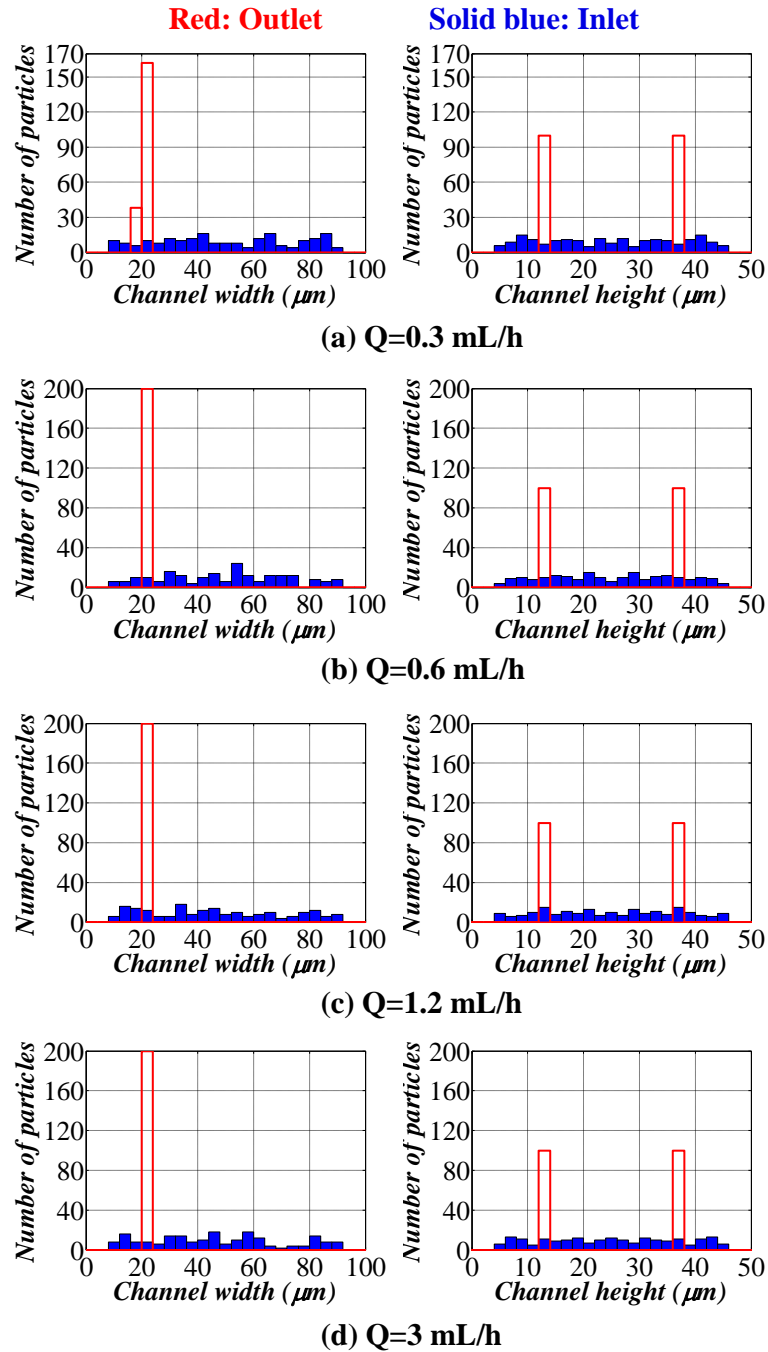 Red: Outlet Solid blue: Inlet
Number of particles
170
150
120
90
60
30
0
0 20 40 60 80 100
Channel width (μm)
Number of particles
170
150
120
90
60
30
0
0 10 20 30 40 50
Channel height (μm)
(a) Q=0.3 mL/h
Number of particles
200
160
120
80
40
0
0 20 40 60 80 100
Channel width (μm)
Number of particles
200
160
120
80
40
0
0 10 20 30 40 50
Channel height (μm)
(b) Q=0.6 mL/h
Number of particles
200
160
120
80
40
0
0 20 40 60 80 100
Channel width (μm)
Number of particles
200
160
120
80
40
0
0 10 20 30 40 50
Channel height (μm)
(c) Q=1.2 mL/h
Number of particles
200
160
120
80
40
0
0 20 40 60 80 100
Channel width (μm)
Number of particles
200
160
120
80
40
0
0 10 20 30 40 50
Channel height (μm)
(d) Q=3 mL/h